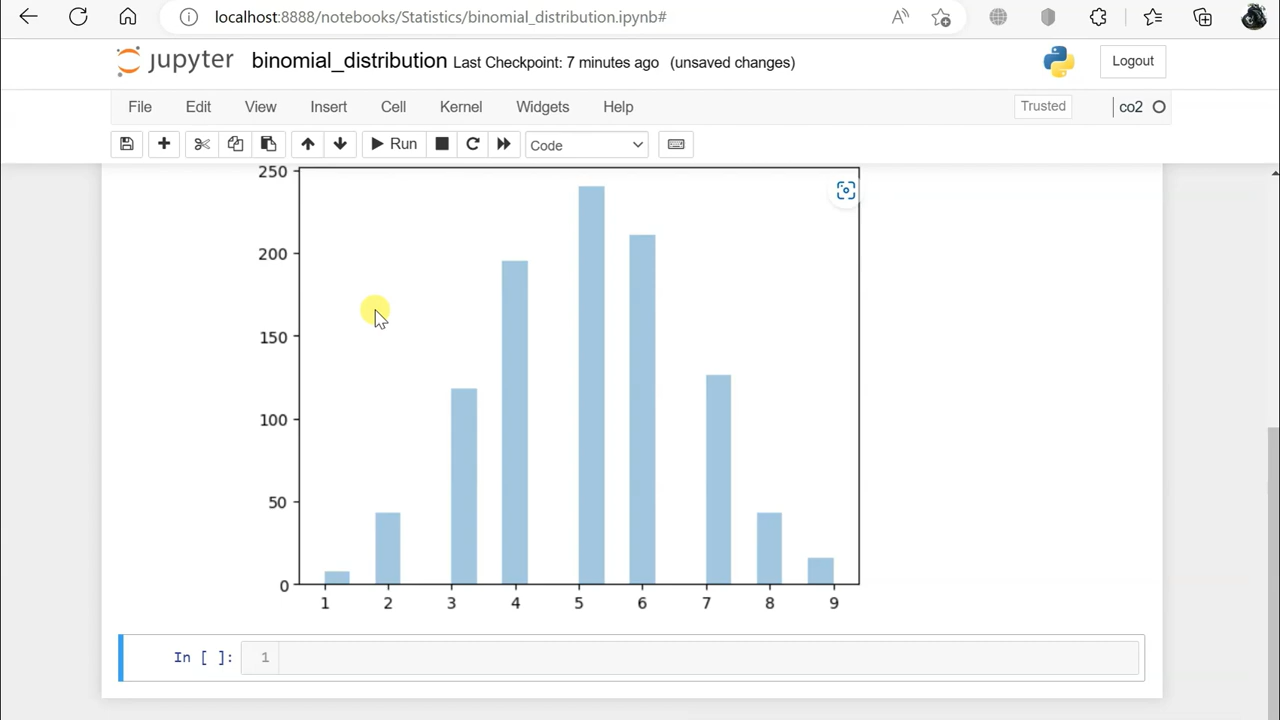 localhost:8888/notebooks/Statistics/binomial_distribution.ipynb#
jupyter binomial_distribution Last Checkpoint: 7 minutes ago (unsaved changes) Logout
File Edit View Insert Cell Kernel Widgets Help Trusted co2
Run Code
250
200
150
100
50
0
1 2 3 4 5 6 7 8 9
In [ ]: 1